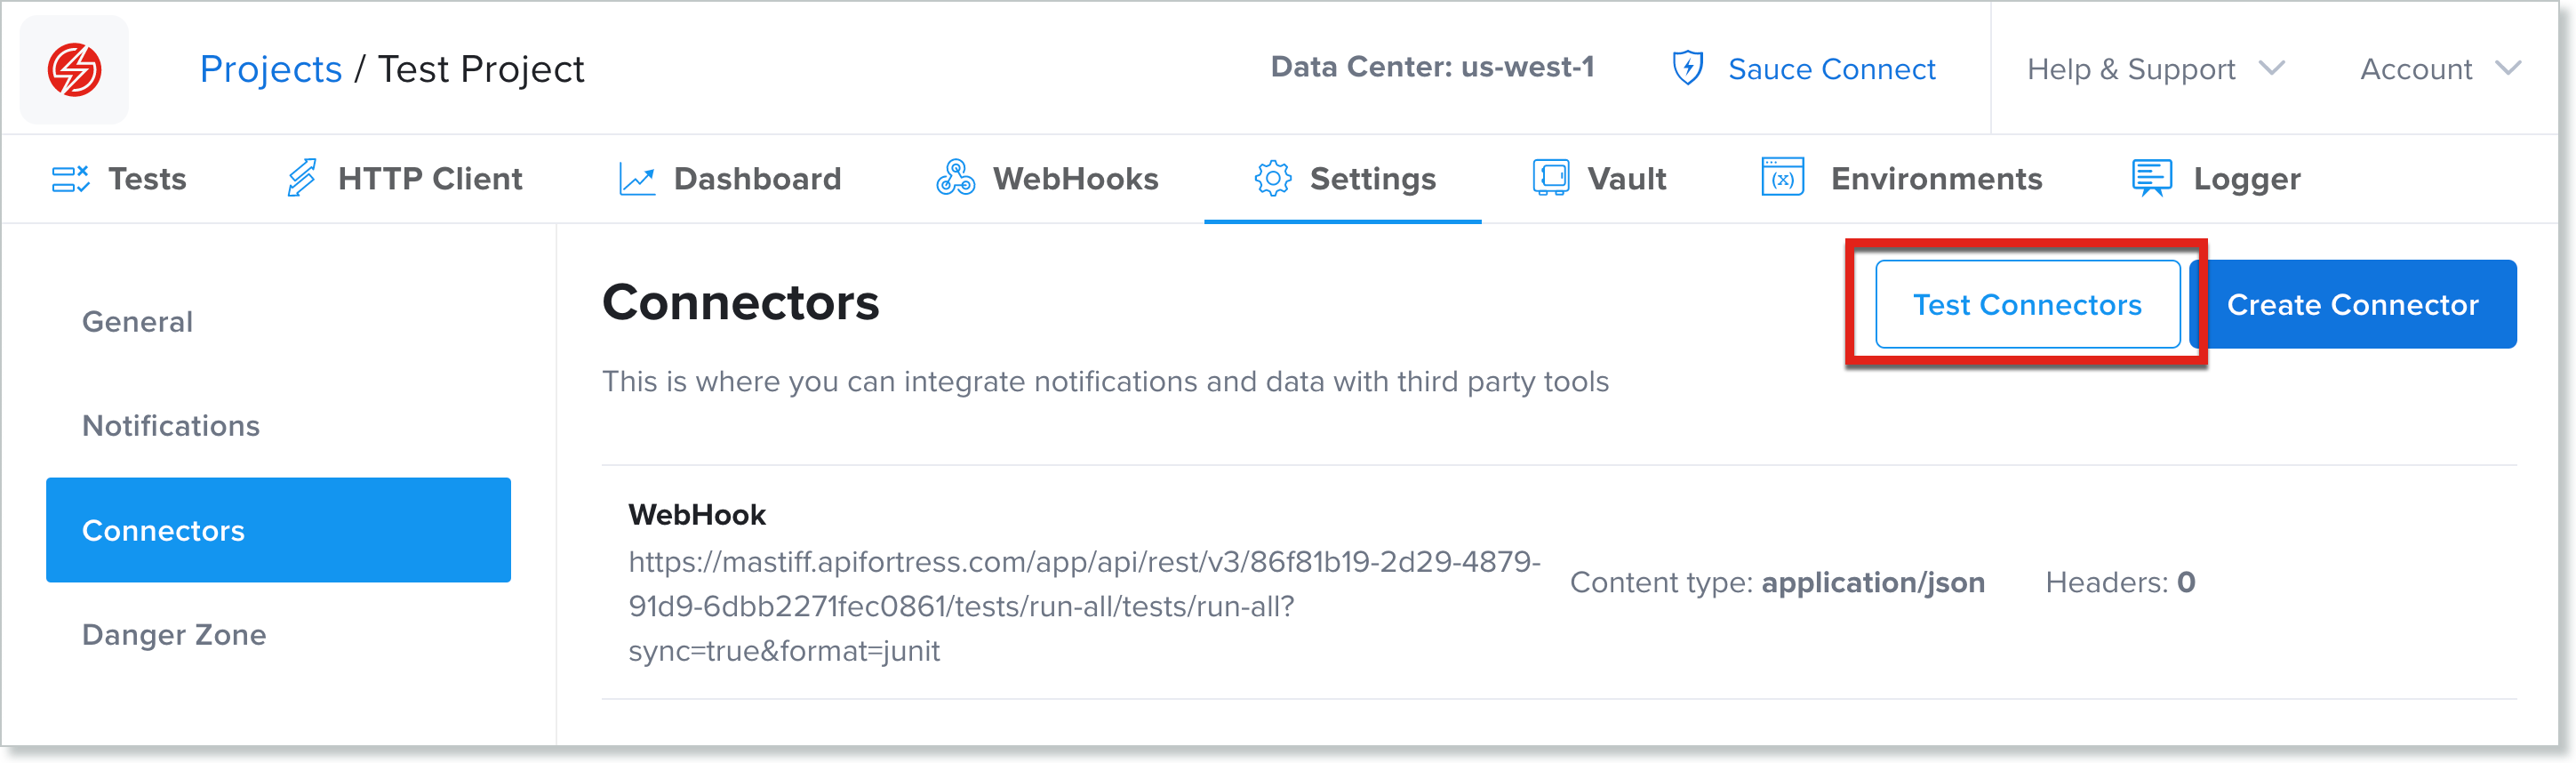 Projects / Test Project
Data Center: us-west-1
Sauce Connect
Help & Support
Account
Tests
HTTP Client
Dashboard
WebHooks
Settings
Vault
(x)
Environments
Logger
General
Notifications
Connectors
Danger Zone
Connectors
Test Connectors
Create Connector
This is where you can integrate notifications and data with third party tools
WebHook
https://mastiff.apifortress.com/app/api/rest/v3/86f81b19-2d29-4879-
91d9-6dbb2271fec0861/tests/run-all/tests/run-all?
sync=true&format=junit
Content type: application/json
Headers: 0